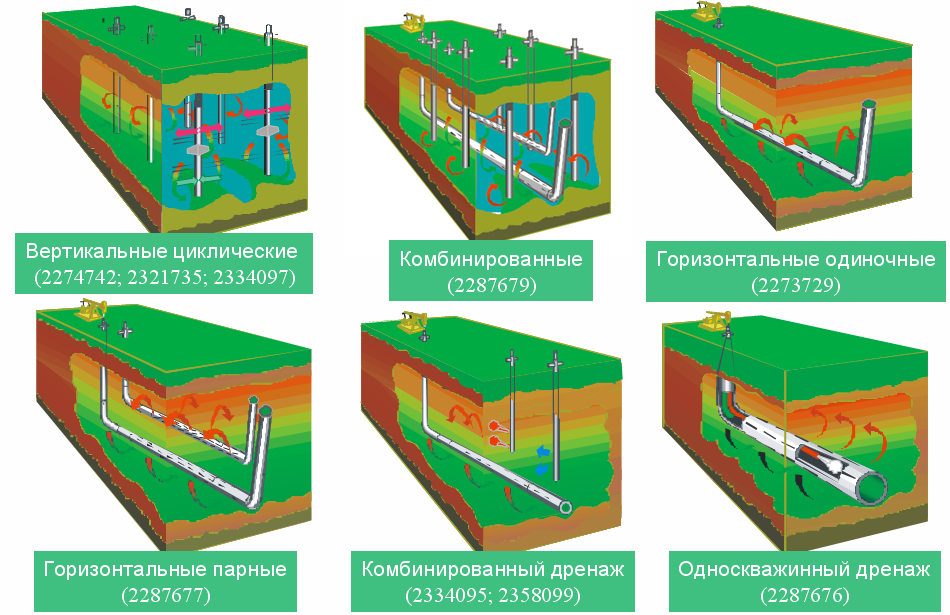 Вертикальные циклические
(2274742; 2321735; 2334097)
Комбинированные
(2287679)
Горизонтальные одиночные
(2273729)
Горизонтальные парные
(2287677)
Комбинированный дренаж
(2334095; 2358099)
Односкважинный дренаж
(2287676)